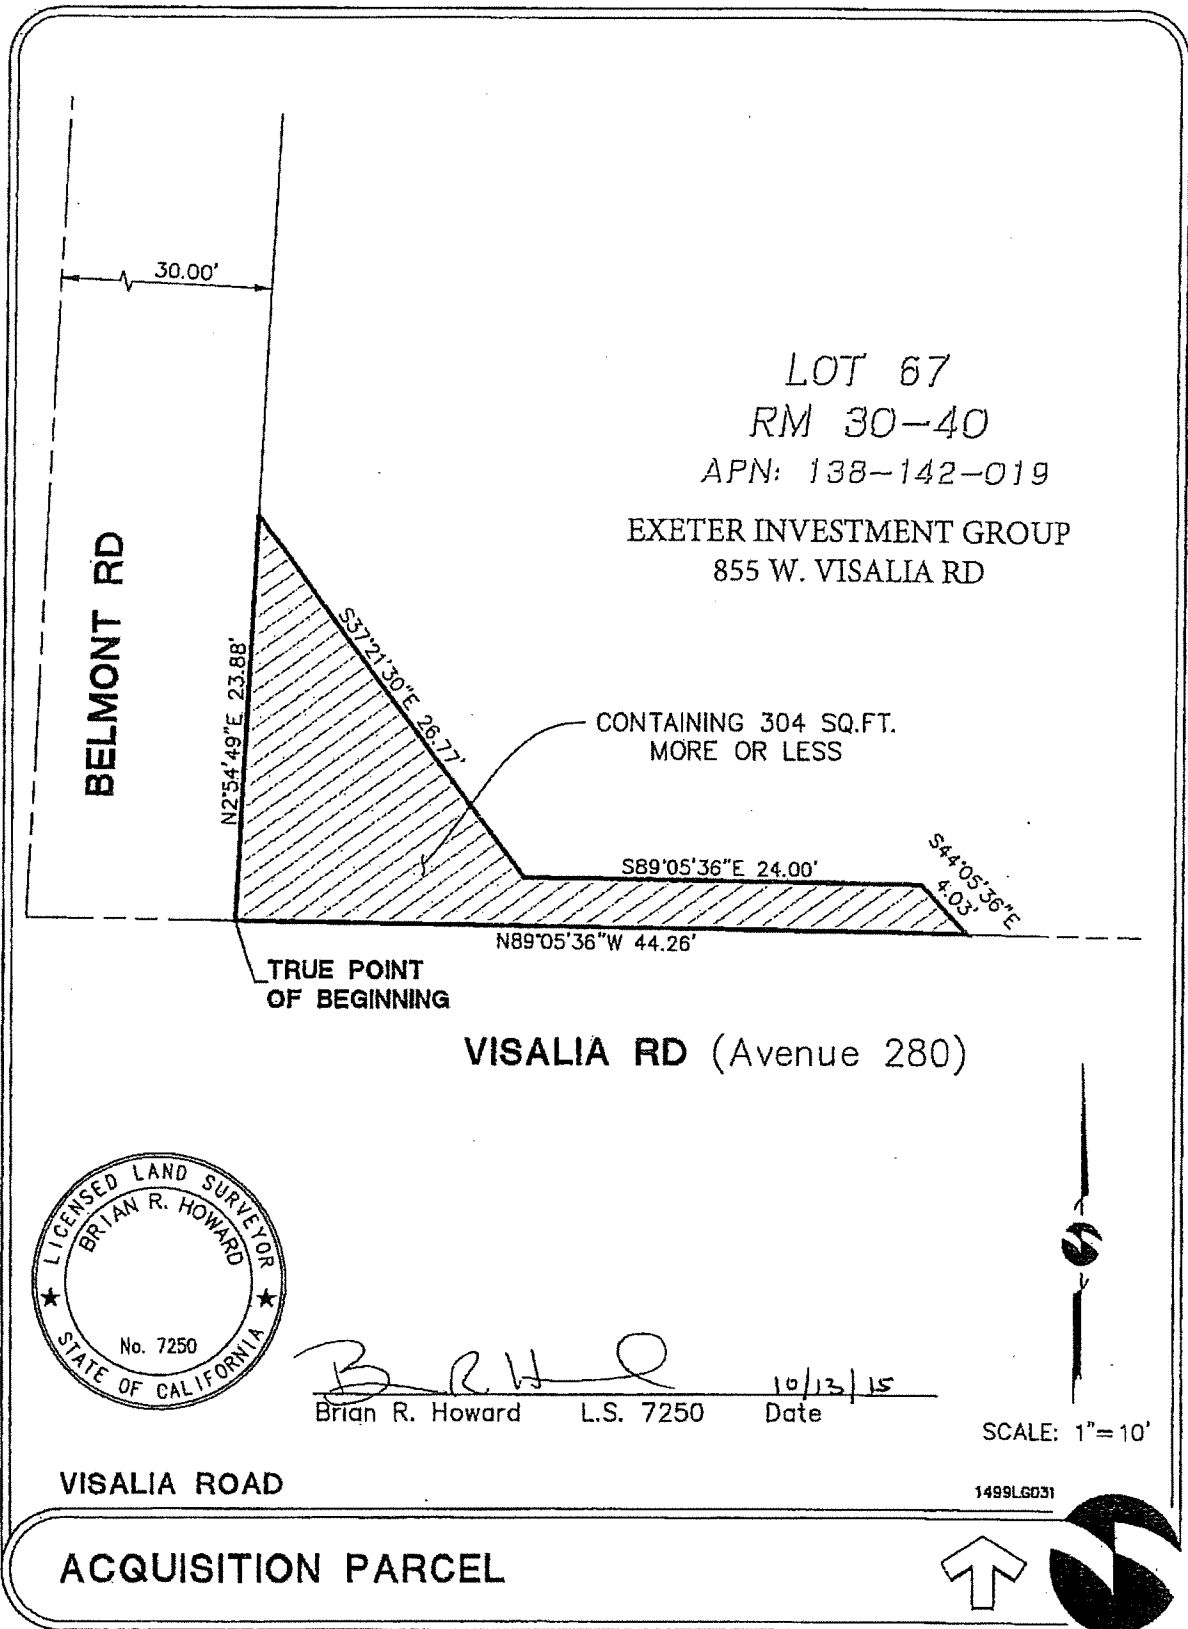 30.00'
LOT 67
RM 30-40
APN: 138-142-019
EXETER INVESTMENT GROUP
855 W. VISALIA RD
BELMONT RD
N2°54'49"E 23.88'
S37°21'30"E 26.77'
CONTAINING 304 SQ.FT.
MORE OR LESS
S89°05'36"E 24.00'
S44°05'36"E
4.03'
N89°05'36"W 44.26'
TRUE POINT
OF BEGINNING
VISALIA RD (Avenue 280)
LICENSED LAND SURVEYOR
BRIAN R. HOWARD
No. 7250
STATE OF CALIFORNIA
B R H
10/13/15
Brian R. Howard L.S. 7250 Date
SCALE: 1"=10'
VISALIA ROAD
1499LG031
ACQUISITION PARCEL